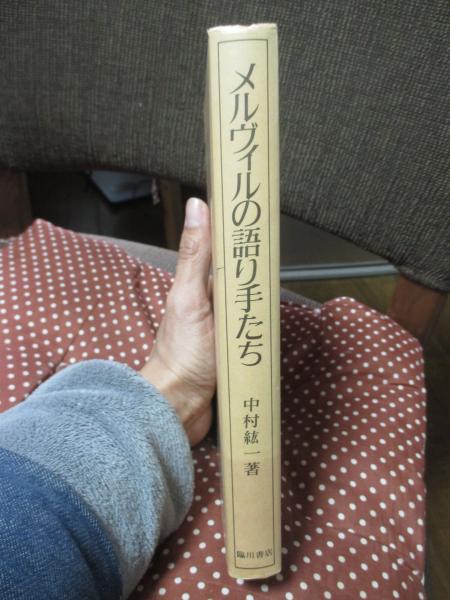 メルヴィルの語り手たち
中村紘一著
臨川書店